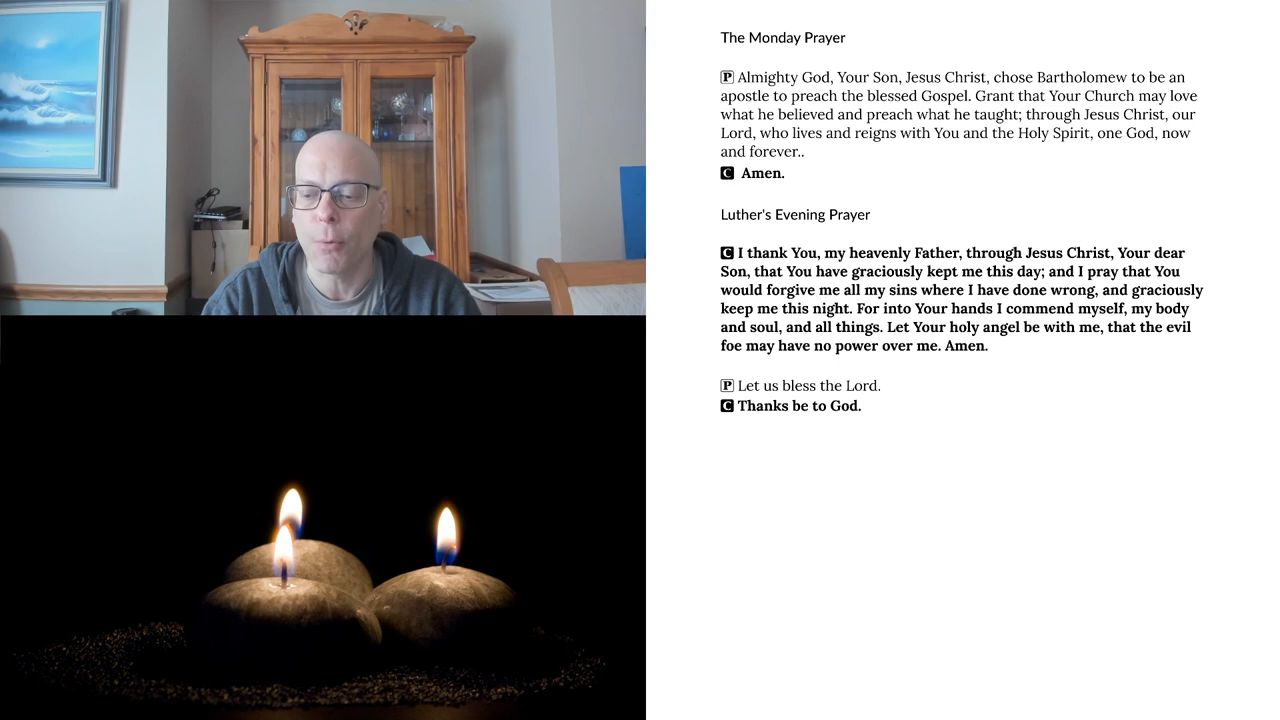 The Monday Prayer
P Almighty God, Your Son, Jesus Christ, chose Bartholomew to be an
apostle to preach the blessed Gospel. Grant that Your Church may love
what he believed and preach what he taught; through Jesus Christ, our
Lord, who lives and reigns with You and the Holy Spirit, one God, now
and forever..
C Amen.
Luther's Evening Prayer
C I thank You, my heavenly Father, through Jesus Christ, Your dear
Son, that You have graciously kept me this day; and I pray that You
would forgive me all my sins where I have done wrong, and graciously
keep me this night. For into Your hands I commend myself, my body
and soul, and all things. Let Your holy angel be with me, that the evil
foe may have no power over me. Amen.
P Let us bless the Lord.
C Thanks be to God.